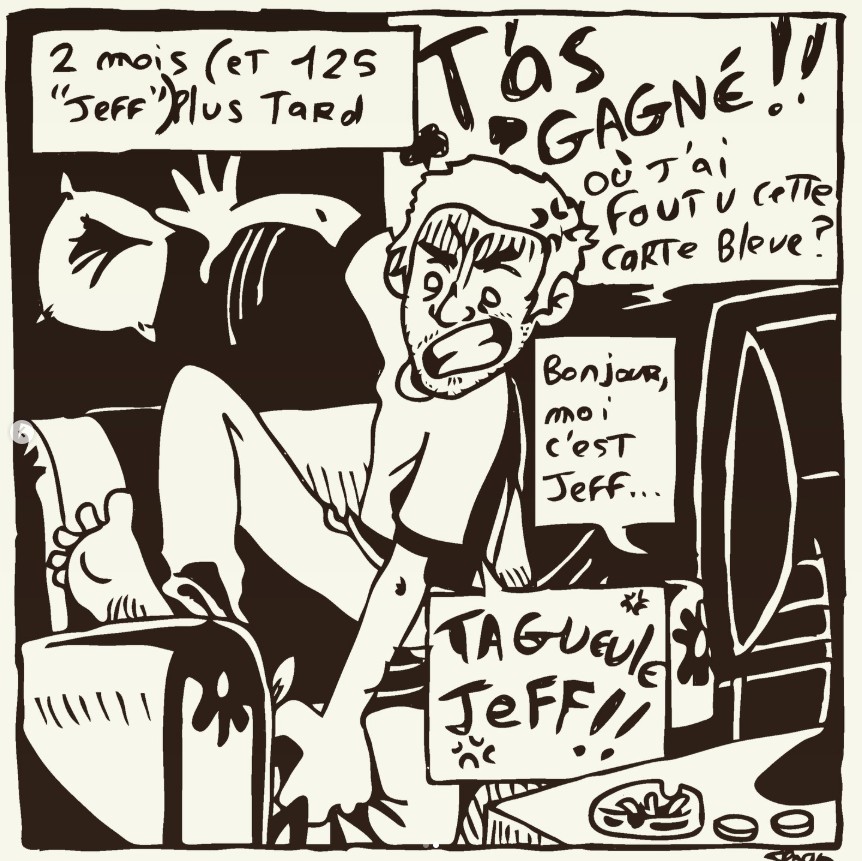 2 mois (et 125
"Jeff") Plus Tard
T'as
GAGNÉ!!
où j'ai
FOUTU cette
CARTE Bleue?
Bonjour,
moi
c'est
Jeff...
TA GUEULE
JEFF!!